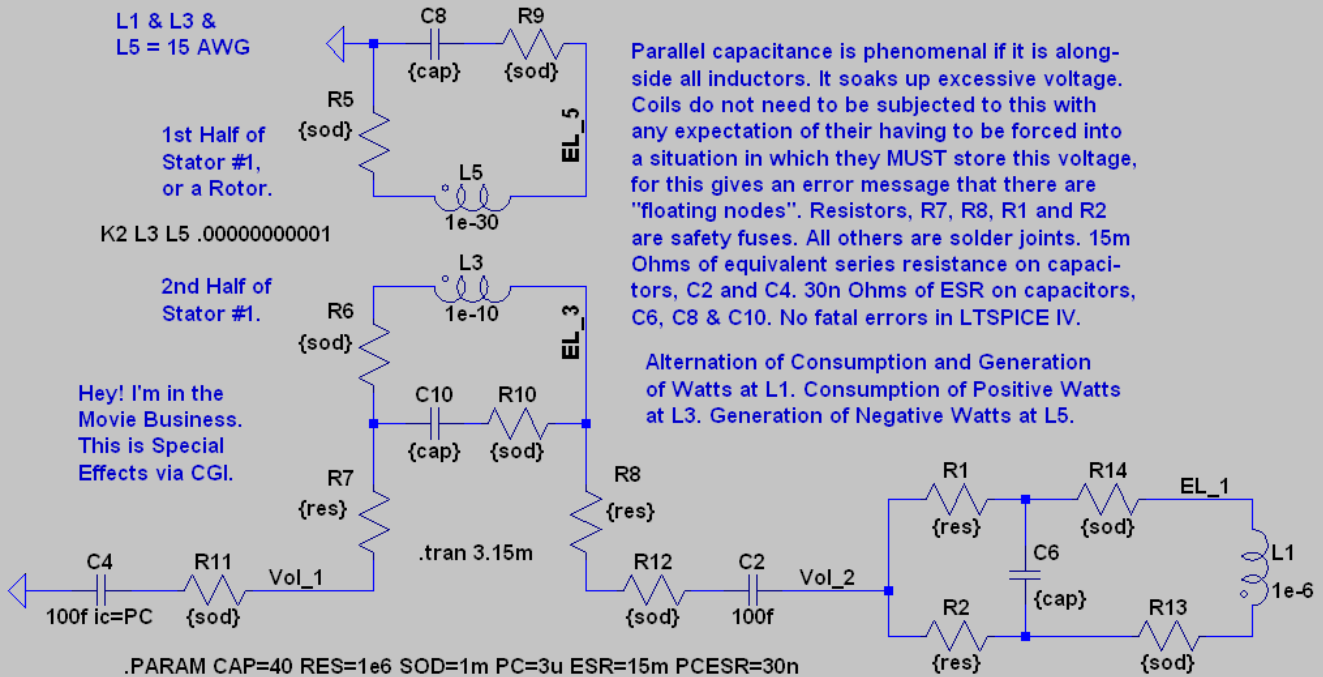 L1 & L3 &
L5 = 15 AWG
C8
{cap}
R9
{sod}
R5
{sod}
EL_5
L5
1e-30
1st Half of
Stator #1,
or a Rotor.
K2 L3 L5 .00000000001
2nd Half of
Stator #1.
L3
1e-10
R6
{sod}
EL_3
C10
{cap}
R10
{sod}
Hey! I'm in the
Movie Business.
This is Special
Effects via CGI.
R7
{res}
R8
{res}
.tran 3.15m
Parallel capacitance is phenomenal if it is along-
side all inductors. It soaks up excessive voltage.
Coils do not need to be subjected to this with
any expectation of their having to be forced into
a situation in which they MUST store this voltage,
for this gives an error message that there are
"floating nodes". Resistors, R7, R8, R1 and R2
are safety fuses. All others are solder joints. 15m
Ohms of equivalent series resistance on capaci-
tors, C2 and C4. 30n Ohms of ESR on capacitors,
C6, C8 & C10. No fatal errors in LTSPICE IV.
Alternation of Consumption and Generation
of Watts at L1. Consumption of Positive Watts
at L3. Generation of Negative Watts at L5.
C4
100f ic=PC
R11
{sod}
Vol_1
R12
{sod}
C2
100f
Vol_2
R1
{res}
R14
{sod}
EL_1
C6
{cap}
L1
1e-6
R2
{res}
R13
{sod}
.PARAM CAP=40 RES=1e6 SOD=1m PC=3u ESR=15m PCESR=30n